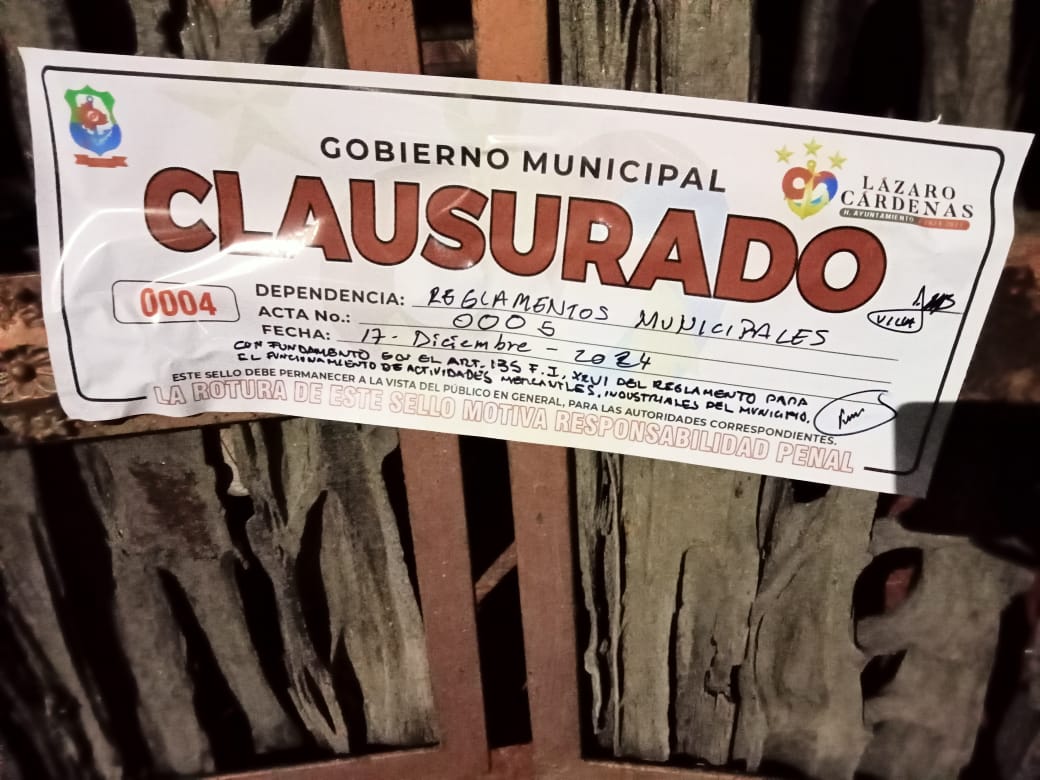 GOBIERNO MUNICIPAL
CLAUSURADO
LÁZARO
CÁRDENAS
H. AYUNTAMIENTO
0004
DEPENDENCIA: REGLAMENTOS MUNICIPALES
ACTA No.: 0005
FECHA: 17 - Diciembre - 2024
CON FUNDAMENTO EN EL ART. 135 F.I, XXVI DEL REGLAMENTO PARA
EL FUNCIONAMIENTO DE ACTIVIDADES MERCANTILES, INDUSTRIALES DEL MUNICIPIO.
ESTE SELLO DEBE PERMANECER A LA VISTA DEL PÚBLICO EN GENERAL, PARA LAS AUTORIDADES CORRESPONDIENTES.
LA ROTURA DE ESTE SELLO MOTIVA RESPONSABILIDAD PENAL